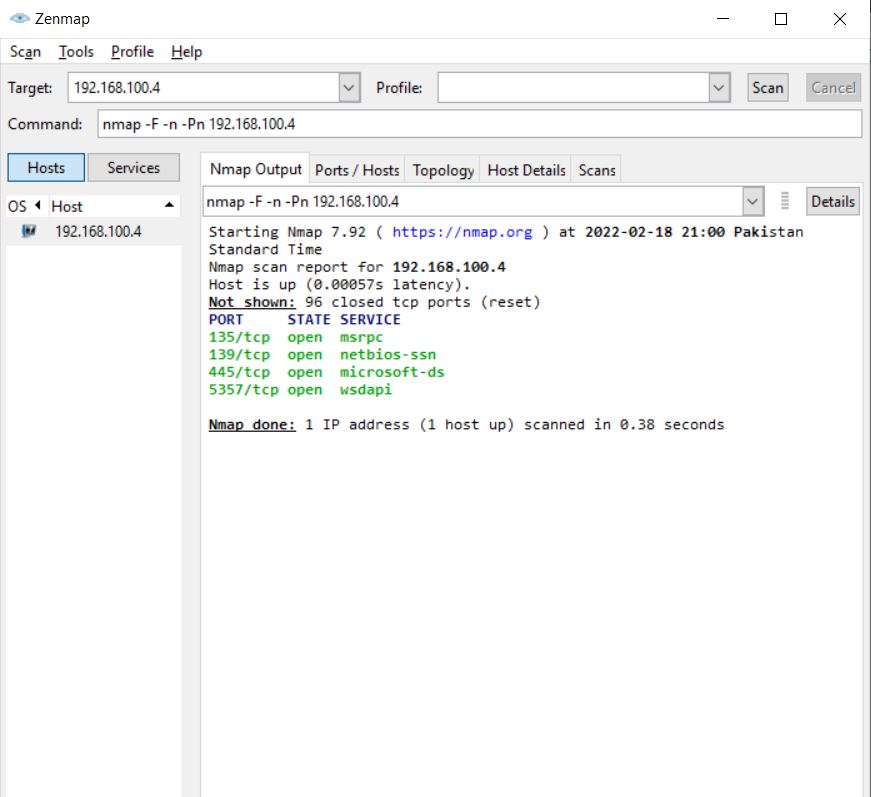 Zenmap
Scan Tools Profile Help
Target: 192.168.100.4 Profile: Scan Cancel
Command: nmap -F -n -Pn 192.168.100.4
Hosts Services
Nmap Output Ports / Hosts Topology Host Details Scans
OS Host
192.168.100.4
nmap -F -n -Pn 192.168.100.4 Details
Starting Nmap 7.92 ( https://nmap.org ) at 2022-02-18 21:00 Pakistan
Standard Time
Nmap scan report for 192.168.100.4
Host is up (0.00057s latency).
Not shown: 96 closed tcp ports (reset)
PORT STATE SERVICE
135/tcp open msrpc
139/tcp open netbios-ssn
445/tcp open microsoft-ds
5357/tcp open wsdapi
Nmap done: 1 IP address (1 host up) scanned in 0.38 seconds